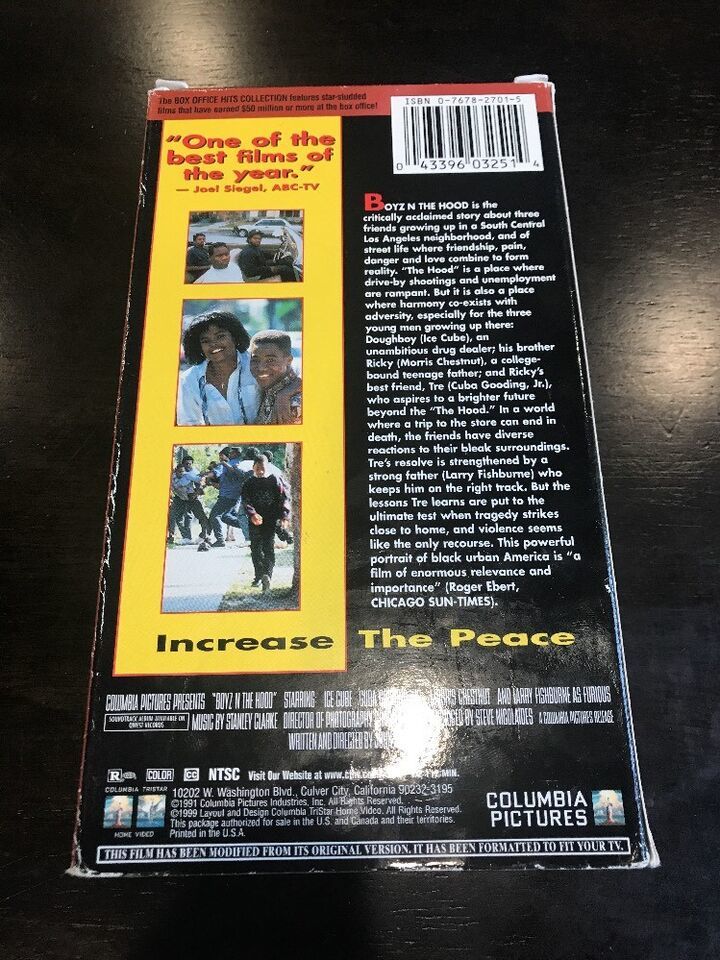 The BOX OFFICE HITS COLLECTION features star-studded
films that have earned $50 million or more at the box office!
ISBN 0-7678-2701-5
0 43396 03251 4
"One of the
best films of
the year."
— Joel Siegel, ABC-TV
BOYZ N THE HOOD is the
critically acclaimed story about three
friends growing up in a South Central
Los Angeles neighborhood, and of
street life where friendship, pain,
danger and love combine to form
reality. "The Hood" is a place where
drive-by shootings and unemployment
are rampant. But it is also a place
where harmony co-exists with
adversity, especially for the three
young men growing up there:
Doughboy (Ice Cube), an
unambitious drug dealer; his brother
Ricky (Morris Chestnut), a college-
bound teenage father; and Ricky's
best friend, Tre (Cuba Gooding, Jr.),
who aspires to a brighter future
beyond the "The Hood." In a world
where a trip to the store can end in
death, the friends have diverse
reactions to their bleak surroundings.
Tre's resolve is strengthened by a
strong father (Larry Fishburne) who
keeps him on the right track. But the
lessons Tre learns are put to the
ultimate test when tragedy strikes
close to home, and violence seems
like the only recourse. This powerful
portrait of black urban America is "a
film of enormous relevance and
importance" (Roger Ebert,
CHICAGO SUN-TIMES).
Increase The Peace
COLUMBIA PICTURES PRESENTS "BOYZ N THE HOOD" STARRING ICE CUBE CUBA CHESTNUT AND LARRY FISHBURNE AS FURIOUS
SOUNDTRACK ALBUM AVAILABLE ON QWEST RECORDS MUSIC BY STANLEY CLARKE DIRECTOR OF PHOTOGRAPHY BY STEVE NICOLAIDES A COLUMBIA PICTURES RELEASE
WRITTEN AND DIRECTED BY
R COLOR CC NTSC Visit Our Website at www. MIN.
COLUMBIA TRISTAR
HOME VIDEO
10202 W. Washington Blvd., Culver City, California 90232-3195
©1991 Columbia Pictures Industries, Inc. All Rights Reserved.
©1999 Layout and Design Columbia TriStar Home Video. All Rights Reserved.
This package authorized for sale in the U.S. and Canada and their territories.
Printed in the U.S.A.
COLUMBIA
PICTURES
THIS FILM HAS BEEN MODIFIED FROM ITS ORIGINAL VERSION. IT HAS BEEN FORMATTED TO FIT YOUR TV.